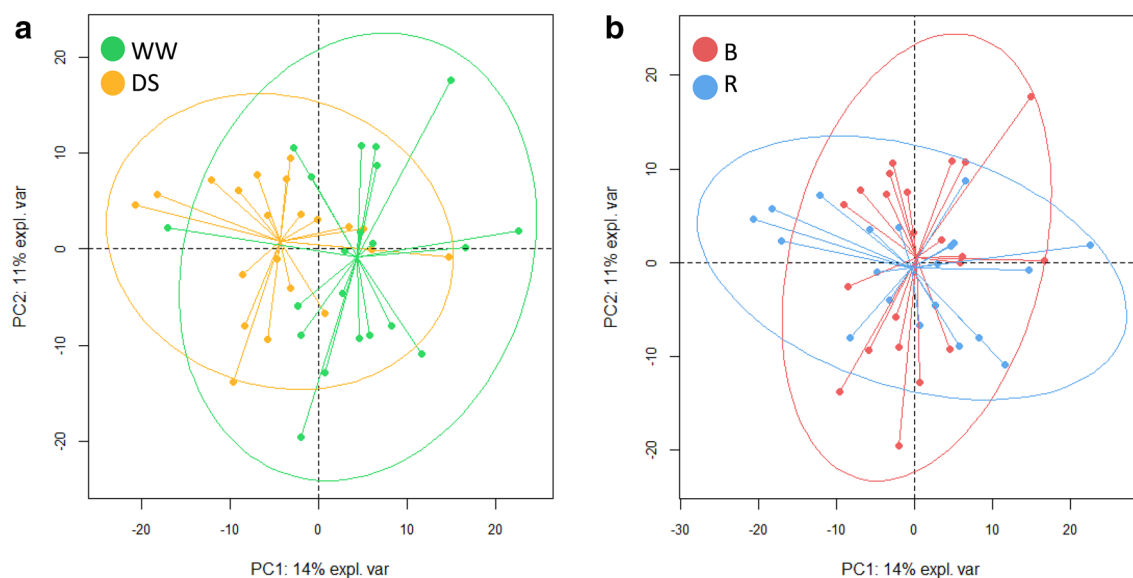 a
WW
DS
20
10
0
-10
-20
PC2: 11% expl. var
-20 -10 0 10 20
PC1: 14% expl. var
b
B
R
20
10
0
-10
-20
PC2: 11% expl. var
-30 -20 -10 0 10 20
PC1: 14% expl. var